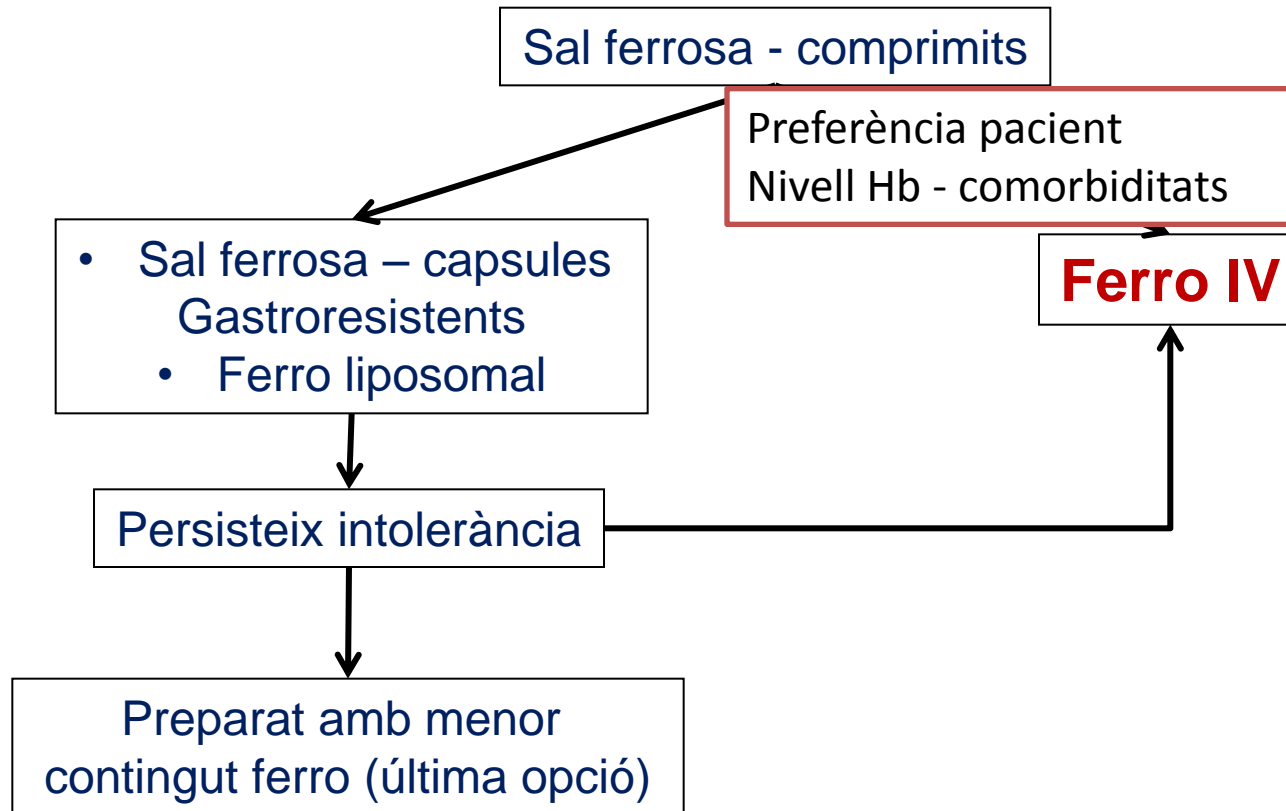 Sal ferrosa - comprimits
Preferència pacient
Nivell Hb - comorbiditats
• Sal ferrosa – capsules
Gastroresistents
• Ferro liposomal
Ferro IV
Persisteix intolerància
Preparat amb menor
contingut ferro (última opció)